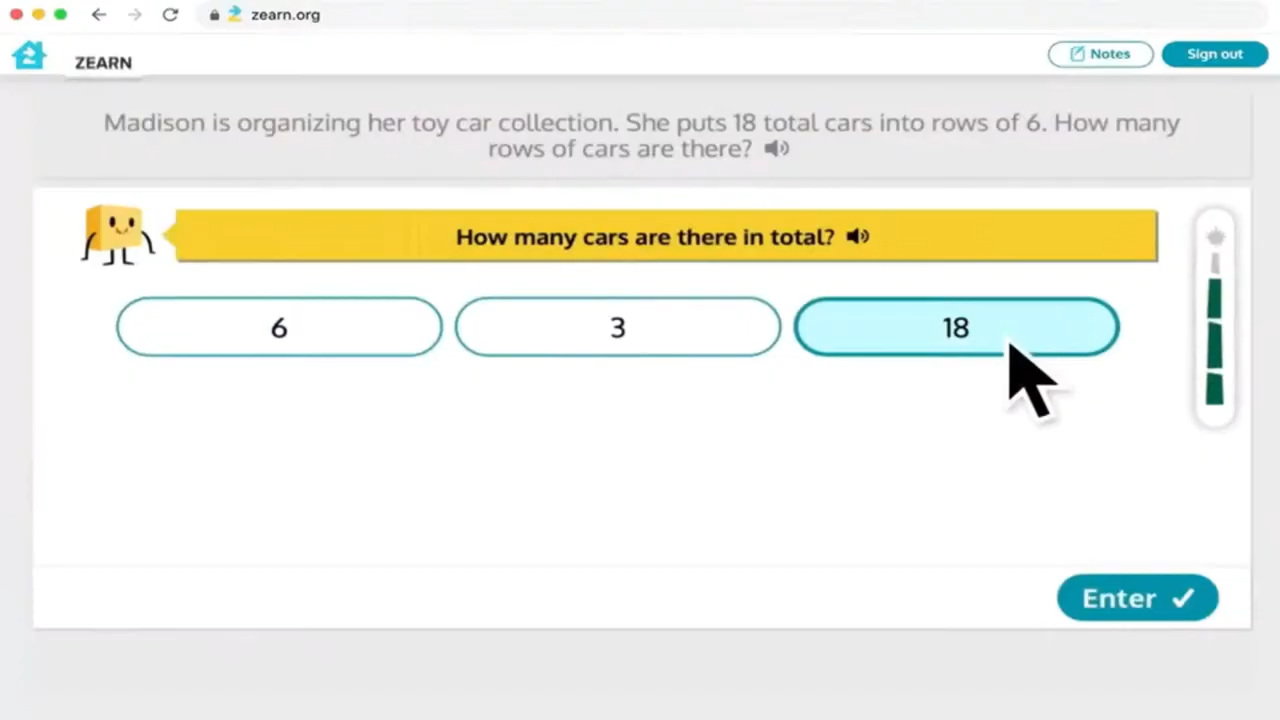 zearn.org
ZEARN
Notes
Sign out
Madison is organizing her toy car collection. She puts 18 total cars into rows of 6. How many
rows of cars are there?
How many cars are there in total?
6
3
18
Enter